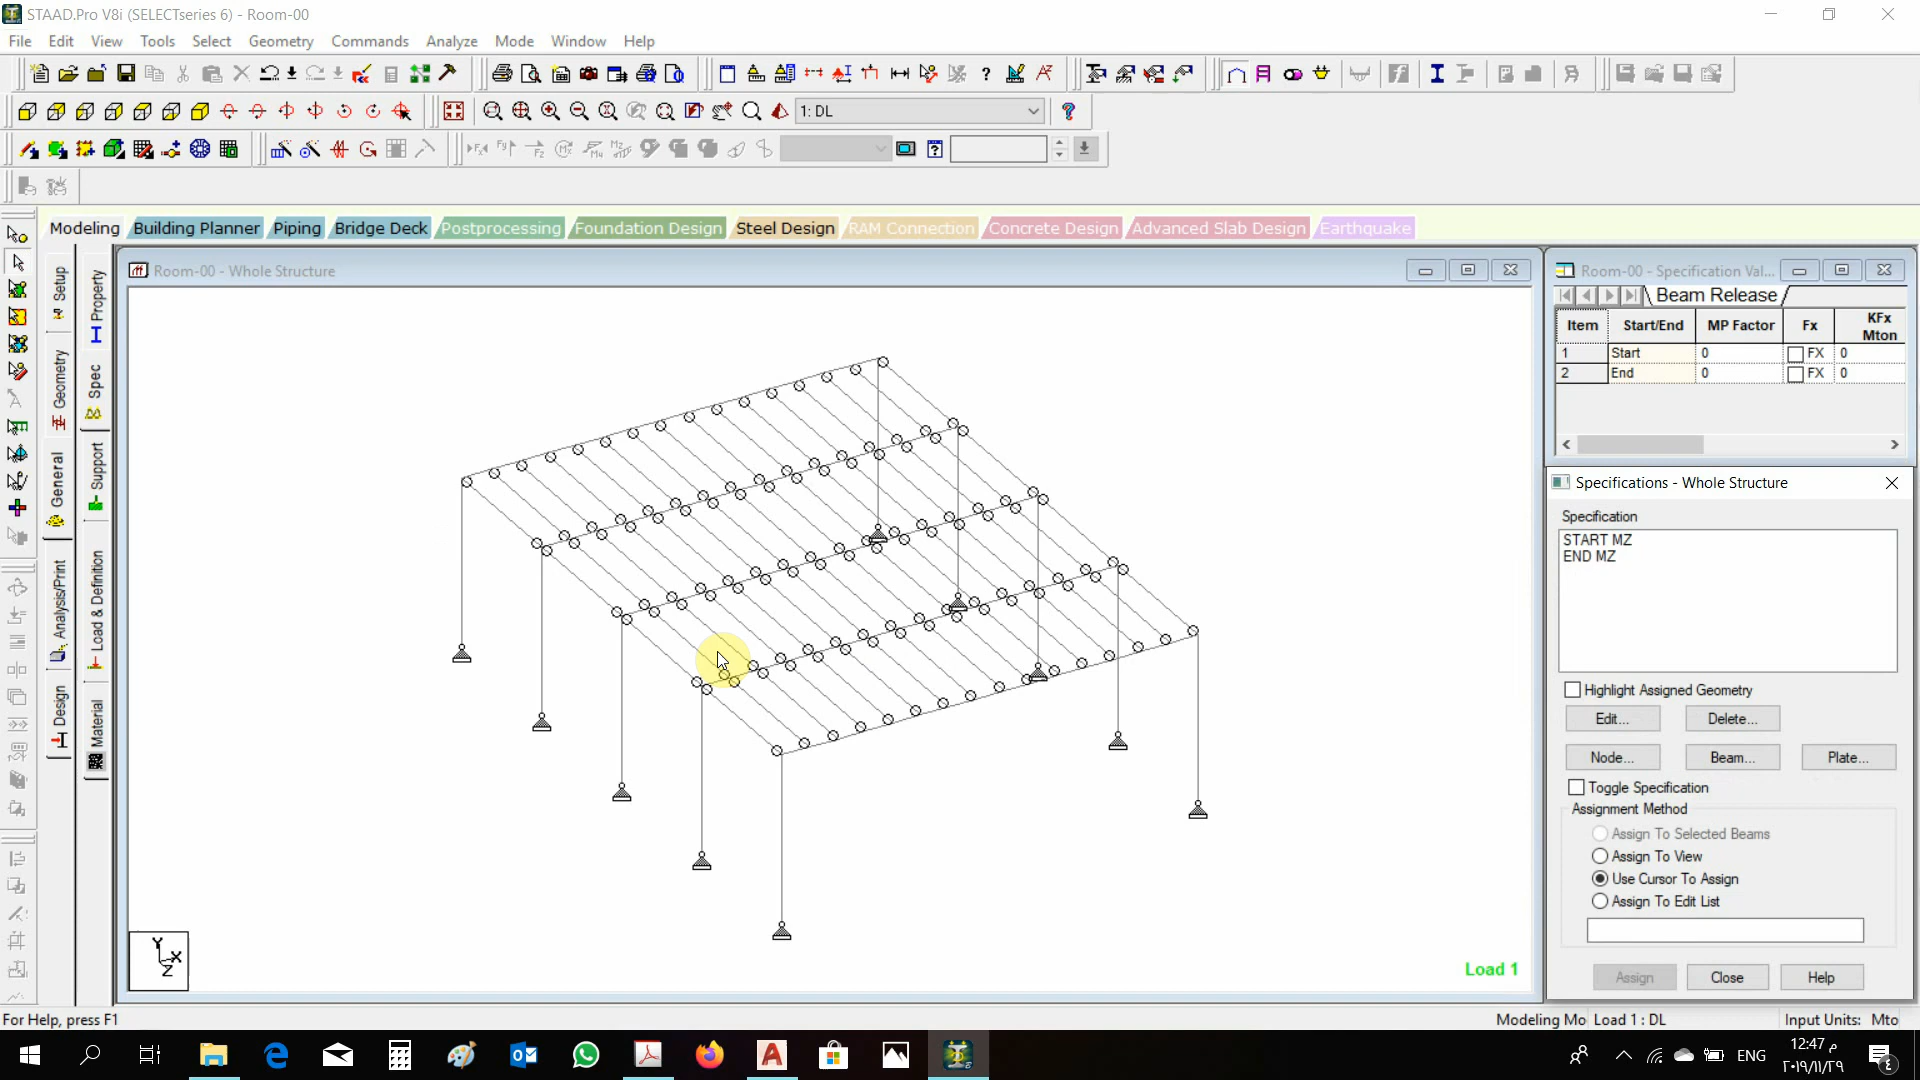 STAAD.Pro V8i (SELECTseries 6) - Room-00
File Edit View Tools Select Geometry Commands Analyze Mode Window Help
1: DL
Modeling Building Planner Piping Bridge Deck Postprocessing Foundation Design Steel Design RAM Connection Concrete Design Advanced Slab Design Earthquake
Setup
Geometry
General
Analysis/Print
Design
Property
Spec
Support
Load & Definition
Material
Room-00 - Whole Structure
Y
X
Z
Load 1
Room-00 - Specification Val...
Beam Release
Item Start/End MP Factor Fx KFx Mton
1 Start 0 FX 0
2 End 0 FX 0
Specifications - Whole Structure
Specification
START MZ
END MZ
Highlight Assigned Geometry
Edit... Delete...
Node... Beam... Plate...
Toggle Specification
Assignment Method
Assign To Selected Beams
Assign To View
Use Cursor To Assign
Assign To Edit List
Assign Close Help
For Help, press F1
Modeling Mo Load 1 : DL Input Units: Mto
ENG
12:47 م
٢٠١٩/١١/٢٩
٤